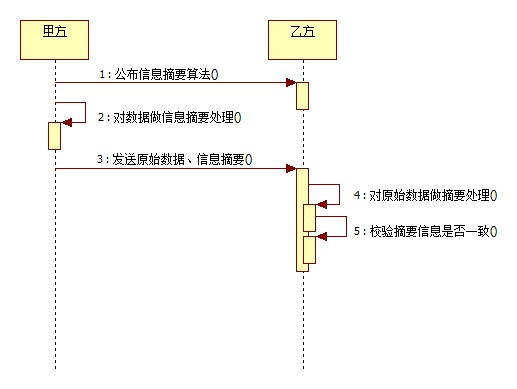 甲方
乙方
1 : 公布信息摘要算法()
2 : 对数据做信息摘要处理()
3 : 发送原始数据、信息摘要()
4 : 对原始数据做摘要处理()
5 : 校验摘要信息是否一致()